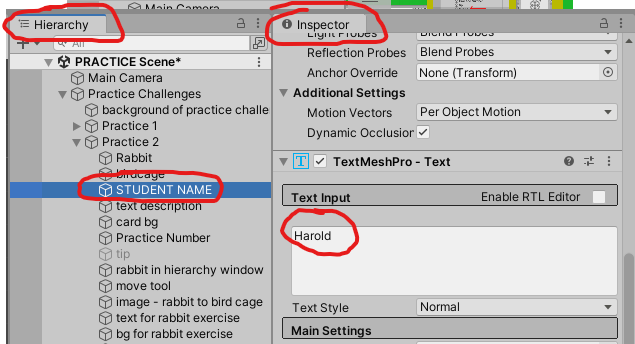 Main Camera
Hierarchy
All
PRACTICE Scene*
Main Camera
Practice Challenges
background of practice challe
Practice 1
Practice 2
Rabbit
birdcage
STUDENT NAME
text description
card bg
Practice Number
tip
rabbit in hierarchy window
move tool
image - rabbit to bird cage
text for rabbit exercise
bg for rabbit exercise
Inspector
Light Probes Blend Probes
Reflection Probes Blend Probes
Anchor Override None (Transform)
Additional Settings
Motion Vectors Per Object Motion
Dynamic Occlusion
TextMeshPro - Text
Text Input Enable RTL Editor
Harold
Text Style Normal
Main Settings